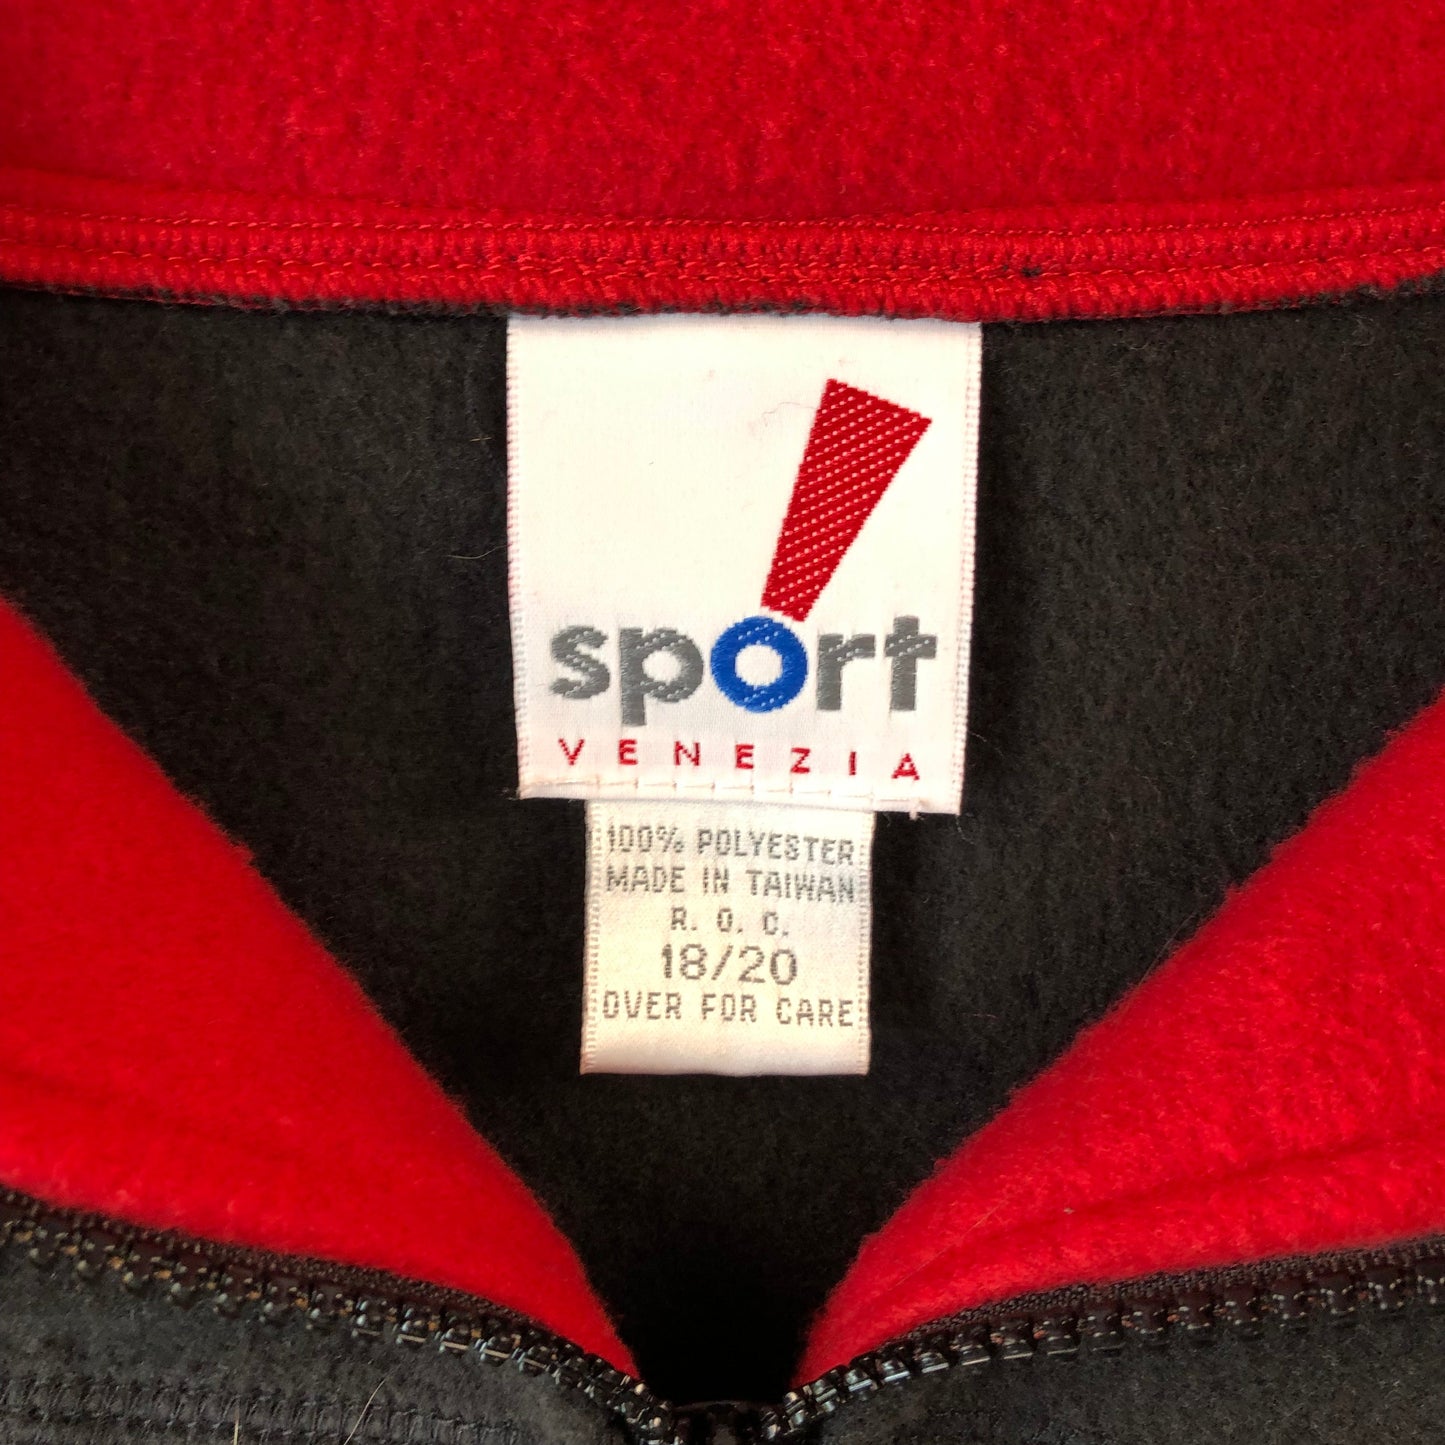 sport
VENEZIA
100% POLYESTER
MADE IN TAIWAN
R. O. C.
18/20
OVER FOR CARE